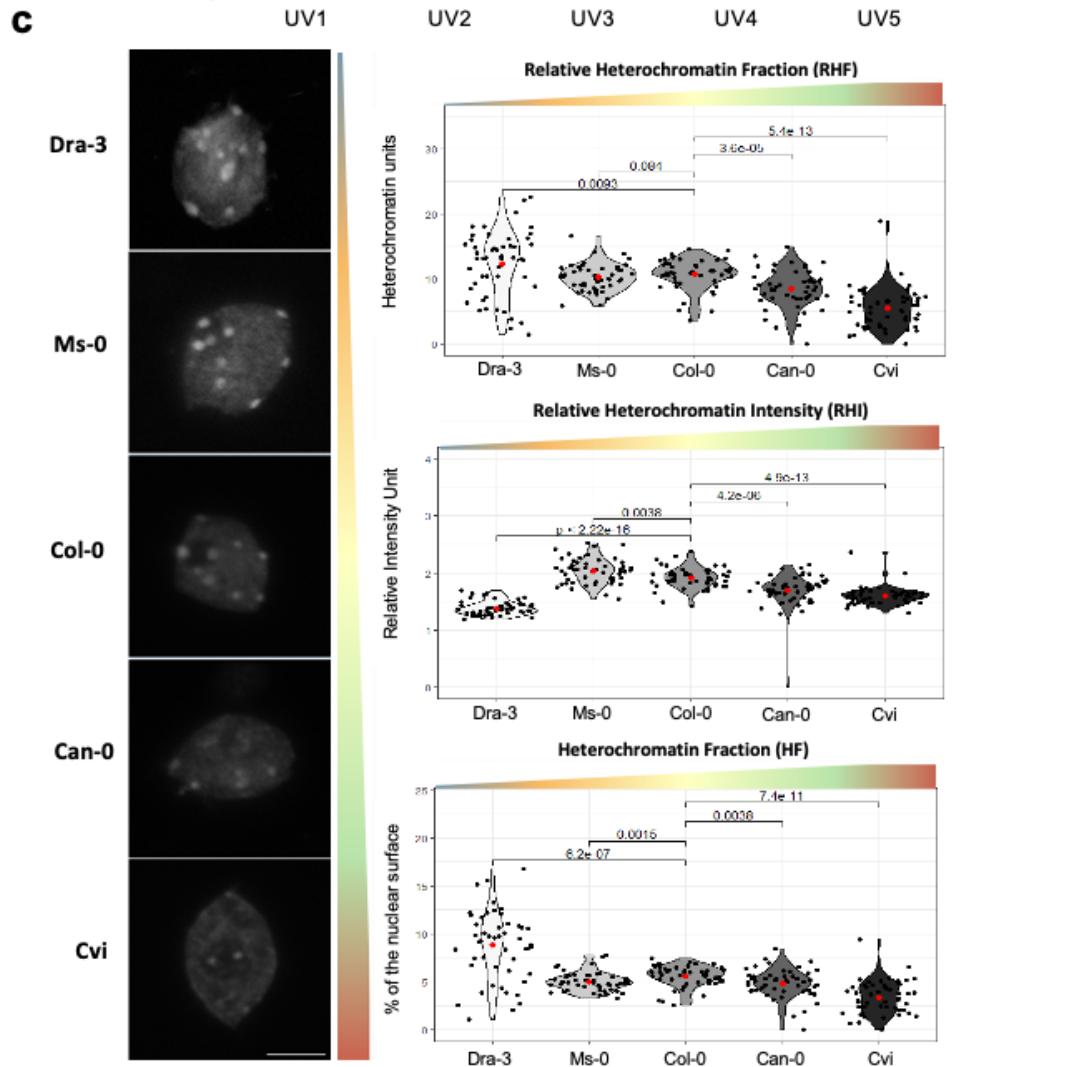 c
UV1 UV2 UV3 UV4 UV5
Dra-3
Ms-0
Col-0
Can-0
Cvi
Relative Heterochromatin Fraction (RHF)
Heterochromatin units
30
20
10
0
5.4e 13
3.6e-05
0.084
0.0093
Dra-3 Ms-0 Col-0 Can-0 Cvi
Relative Heterochromatin Intensity (RHI)
Relative Intensity Unit
4
3
2
1
0
4.9e-13
4.2e-06
0.0038
p < 2.22e-16
Dra-3 Ms-0 Col-0 Can-0 Cvi
Heterochromatin Fraction (HF)
% of the nuclear surface
25
20
15
10
5
0
7.4e 11
0.0038
0.0015
6.2e 07
Dra-3 Ms-0 Col-0 Can-0 Cvi